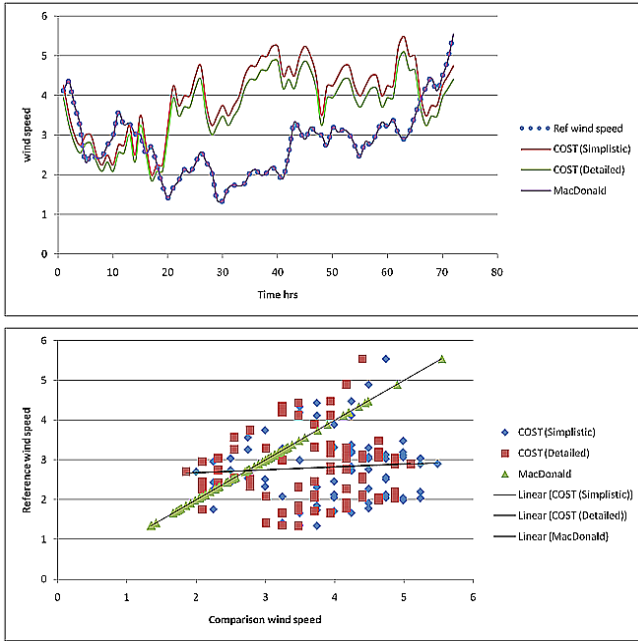 6
5
4
3
2
1
0
wind speed
0 10 20 30 40 50 60 70 80
Time hrs
Ref wind speed
COST (Simplistic)
COST (Detailed)
MacDonald
6
5
4
3
2
1
0
Reference wind speed
0 1 2 3 4 5 6
Comparison wind speed
COST (Simplistic)
COST (Detailed)
MacDonald
Linear [COST (Simplistic)]
Linear [COST (Detailed)]
Linear [MacDonald]